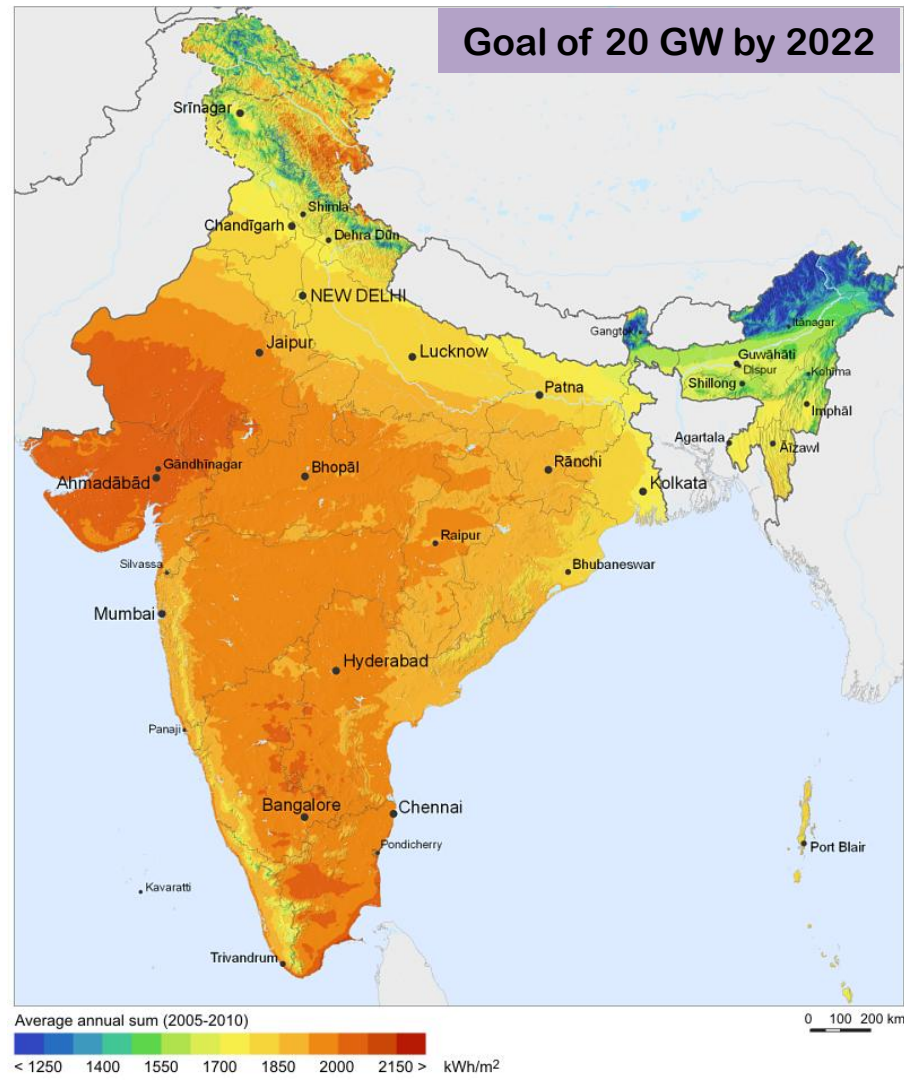 Goal of 20 GW by 2022
Srīnagar
Shimla
Chandīgarh
Dehra Dūn
NEW DELHI
Jaipur
Lucknow
Gangtok
Itānagar
Guwāhāti
Dispur
Shillong
Kohīma
Imphāl
Patna
Agartala
Āīzawl
Gāndhīnagar
Ahmadābād
Bhopāl
Rānchi
Kolkata
Raipur
Silvassa
Bhubaneswar
Mumbai
Hyderabad
Panaji
Bangalore
Chennai
Pondicherry
Port Blair
Kavaratti
Trivandrum
Average annual sum (2005-2010)
0 100 200 km
< 1250 1400 1550 1700 1850 2000 2150 > kWh/m²